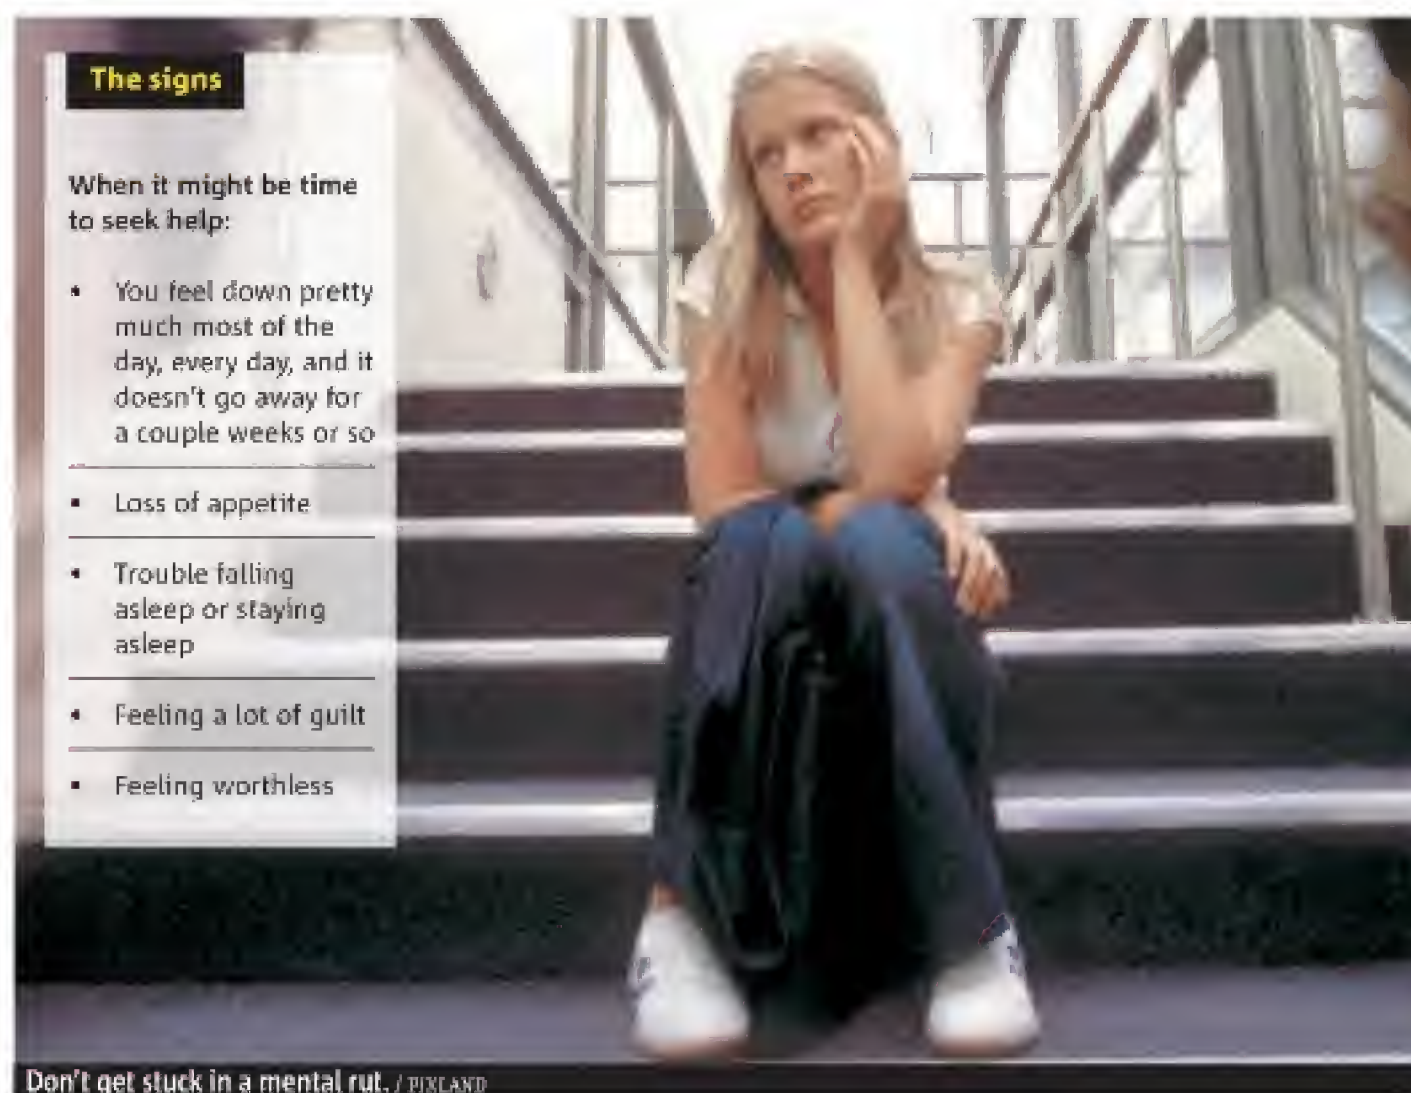 The signs
When it might be time
to seek help:
• You feel down pretty
much most of the
day, every day, and it
doesn't go away for
a couple weeks or so
• Loss of appetite
• Trouble falling
asleep or staying
asleep
• Feeling a lot of guilt
• Feeling worthless
Don't get stuck in a mental rut. / PIXLAND